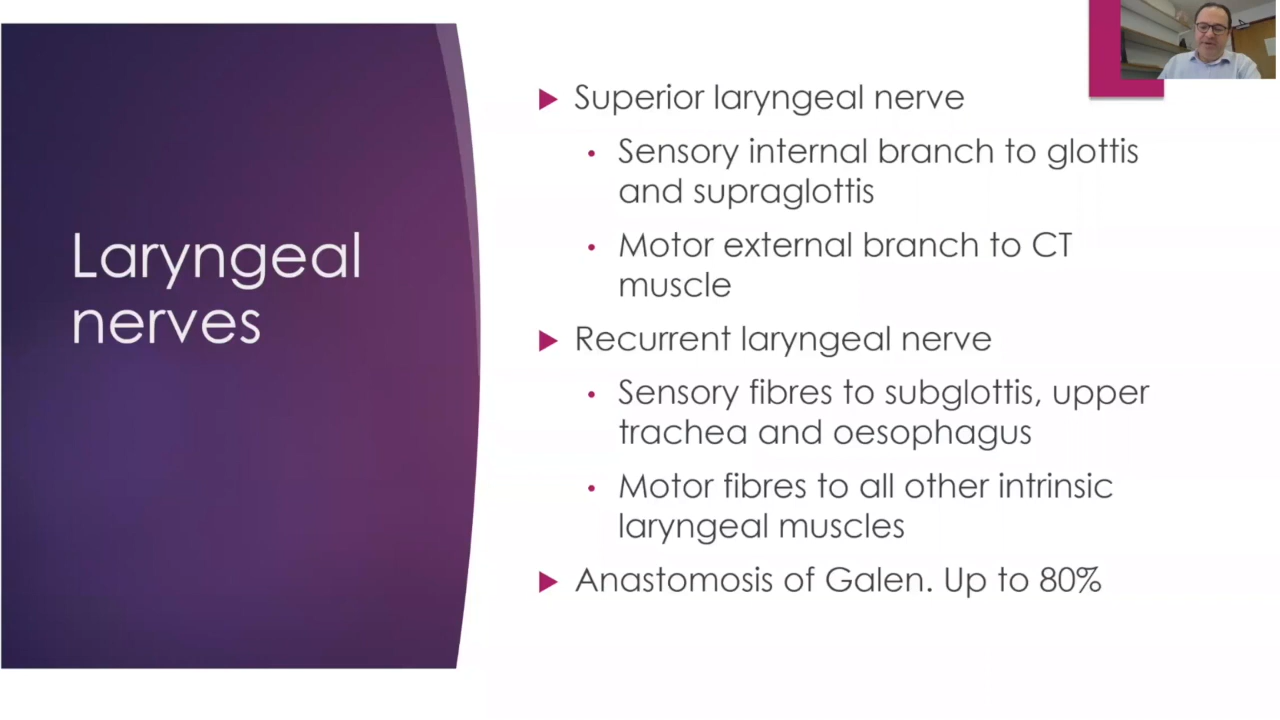 Laryngeal
nerves
Superior laryngeal nerve
Sensory internal branch to glottis
and supraglottis
Motor external branch to CT
muscle
Recurrent laryngeal nerve
Sensory fibres to subglottis, upper
trachea and oesophagus
Motor fibres to all other intrinsic
laryngeal muscles
Anastomosis of Galen. Up to 80%